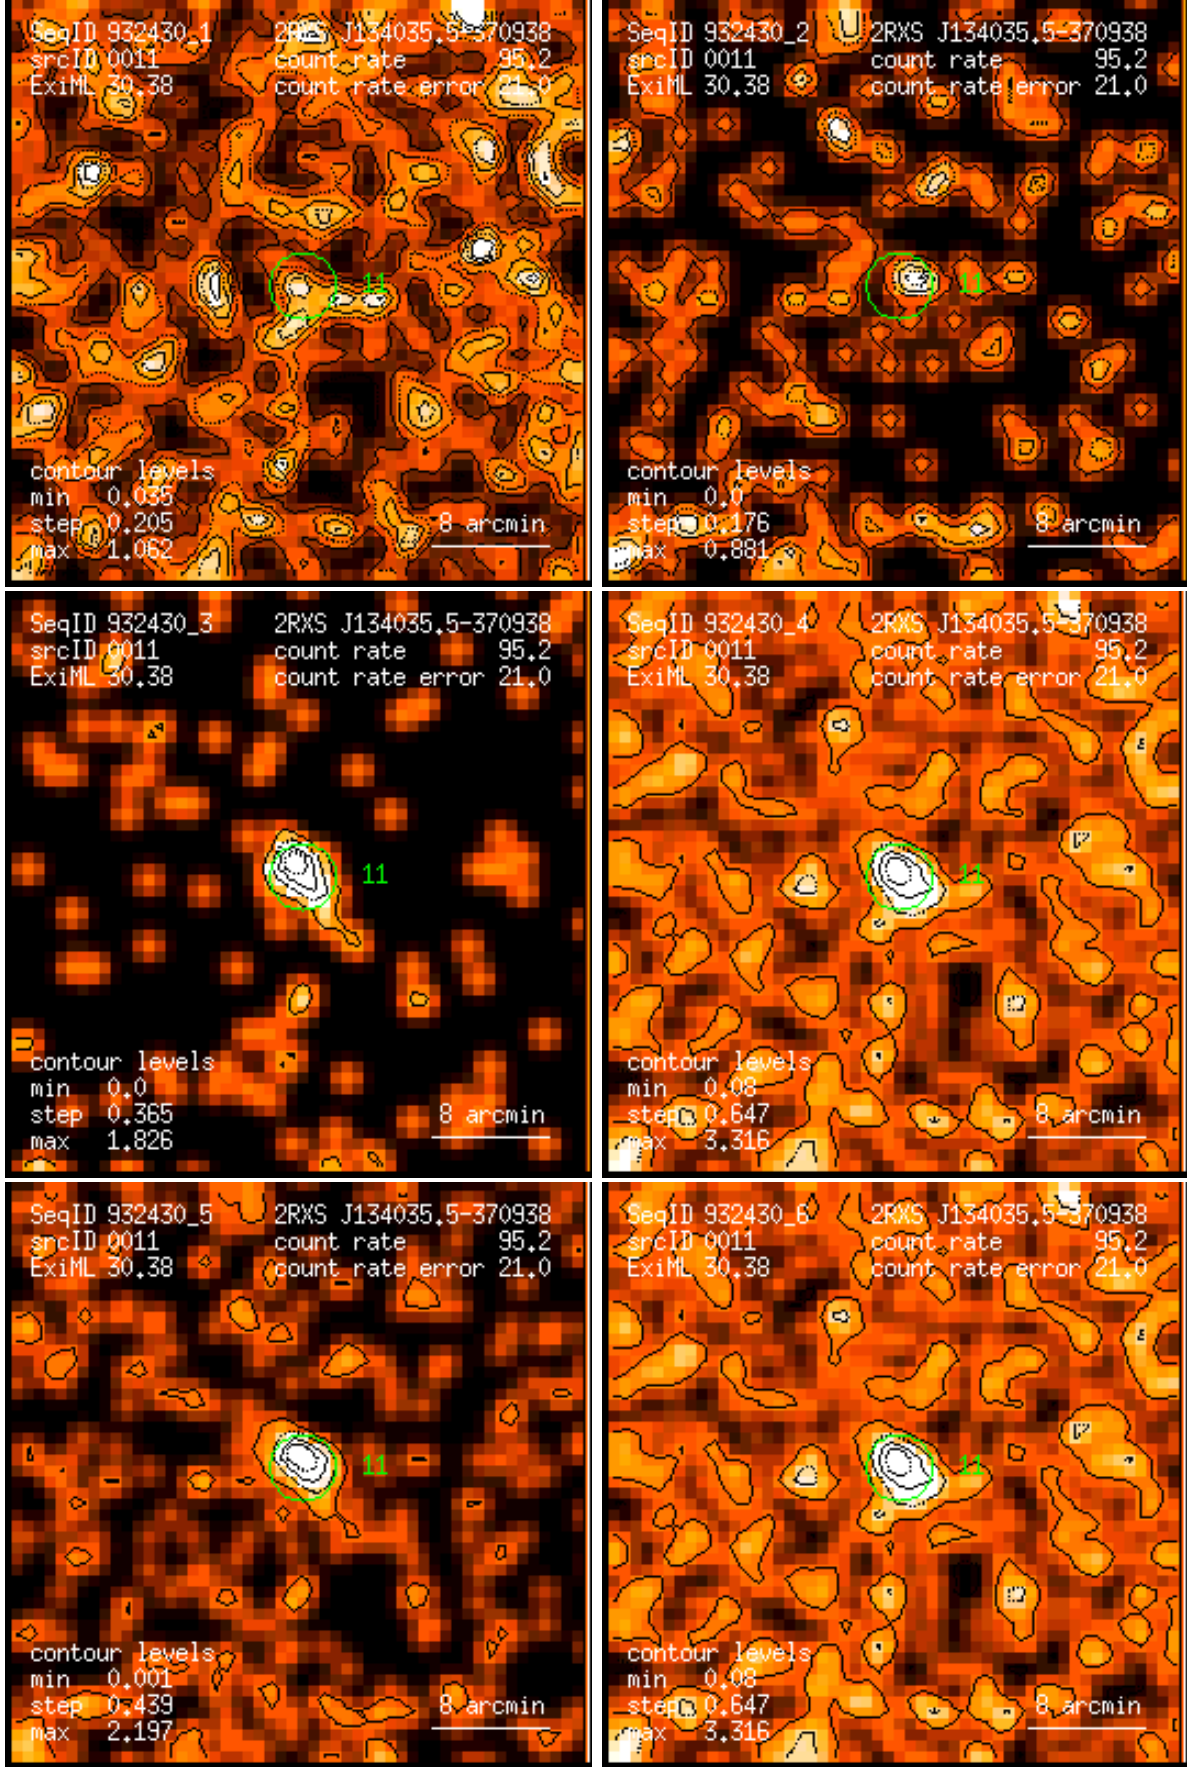 SeqID 932430_1 2RXS J134035.5-370938
srcID 0011 count rate 95.2
ExiML 30.38 count rate error 21.0
11
contour levels
min 0.035
step 0.205 8 arcmin
max 1.062
SeqID 932430_2 2RXS J134035.5-370938
srcID 0011 count rate 95.2
ExiML 30.38 count rate error 21.0
11
contour levels
min 0.0
step 0.176 8 arcmin
max 0.881
SeqID 932430_3 2RXS J134035.5-370938
srcID 0011 count rate 95.2
ExiML 30.38 count rate error 21.0
11
contour levels
min 0.0
step 0.365 8 arcmin
max 1.826
SeqID 932430_4 2RXS J134035.5-370938
srcID 0011 count rate 95.2
ExiML 30.38 count rate error 21.0
11
contour levels
min 0.08
step 0.647 8 arcmin
max 3.316
SeqID 932430_5 2RXS J134035.5-370938
srcID 0011 count rate 95.2
ExiML 30.38 count rate error 21.0
11
contour levels
min 0.001
step 0.439 8 arcmin
max 2.197
SeqID 932430_6 2RXS J134035.5-370938
srcID 0011 count rate 95.2
ExiML 30.38 count rate error 21.0
11
contour levels
min 0.08
step 0.647 8 arcmin
max 3.316